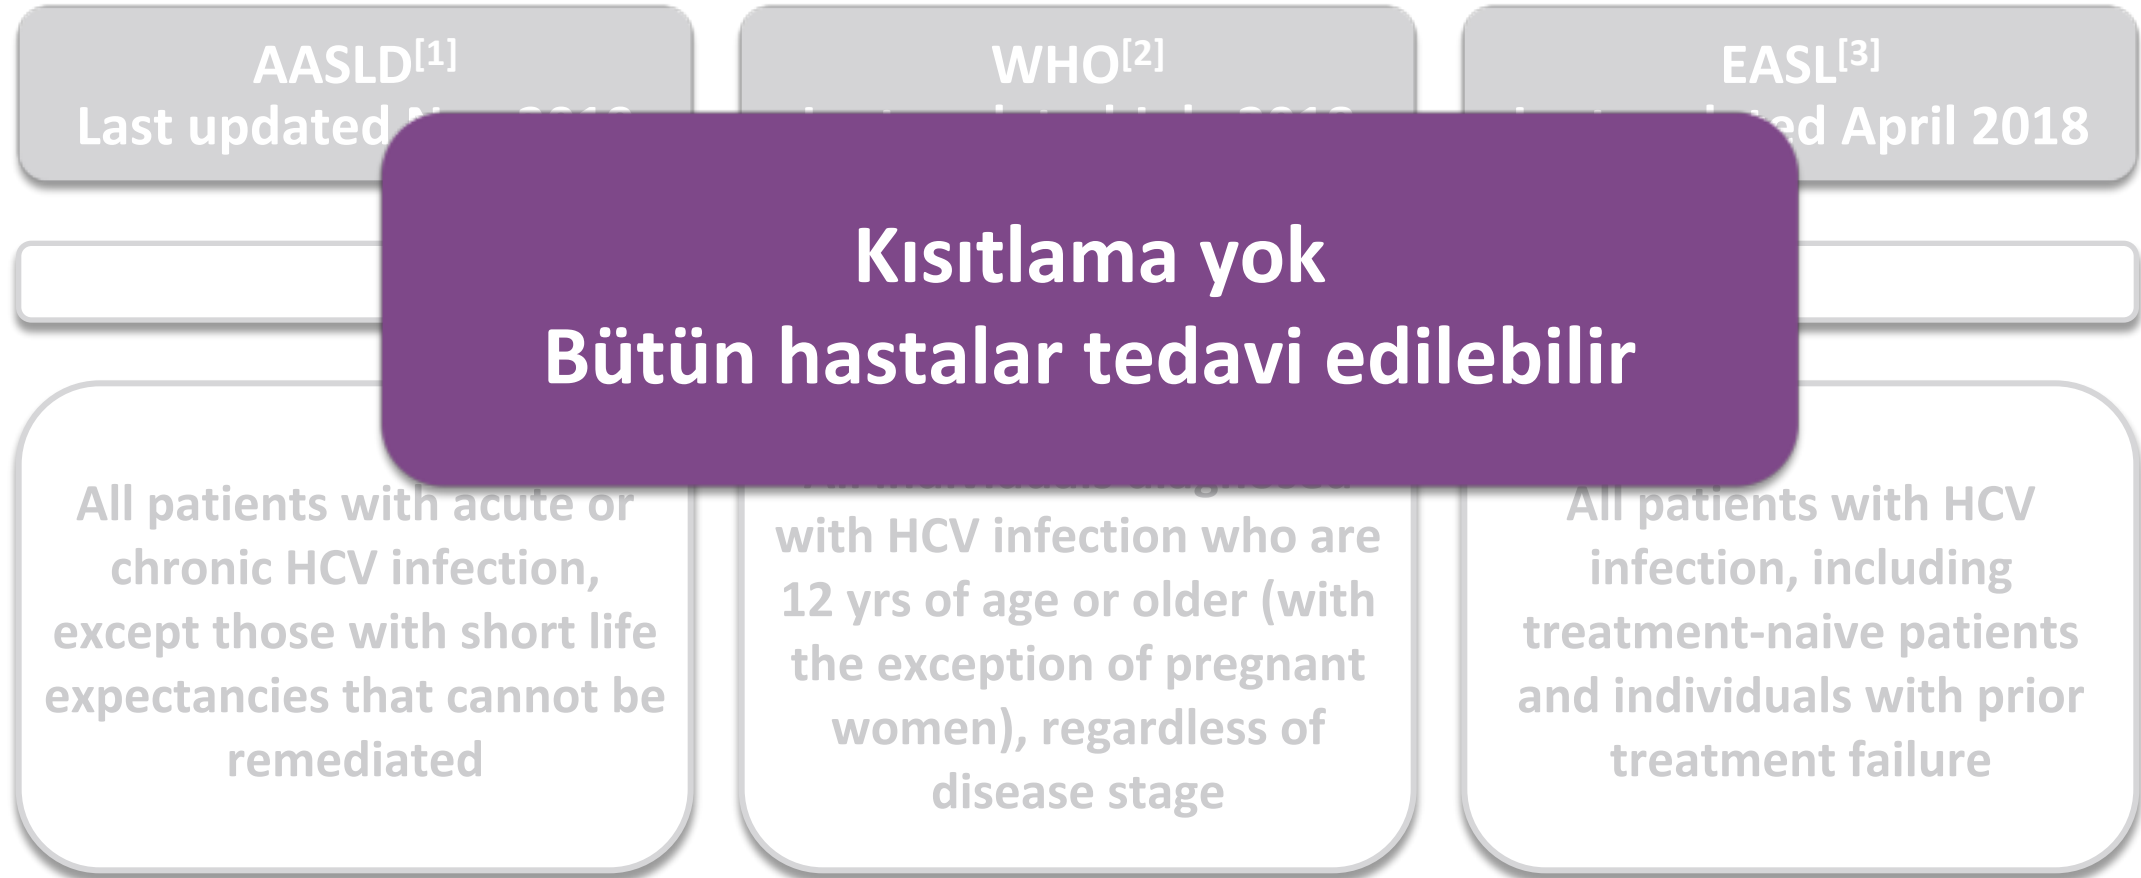 AASLD[1]
Last updated
WHO[2]
EASL[3]
April 2018
Kısıtlama yok
Bütün hastalar tedavi edilebilir
All patients with acute or
chronic HCV infection,
except those with short life
expectancies that cannot be
remediated
All individuals diagnosed
with HCV infection who are
12 yrs of age or older (with
the exception of pregnant
women), regardless of
disease stage
All patients with HCV
infection, including
treatment-naive patients
and individuals with prior
treatment failure